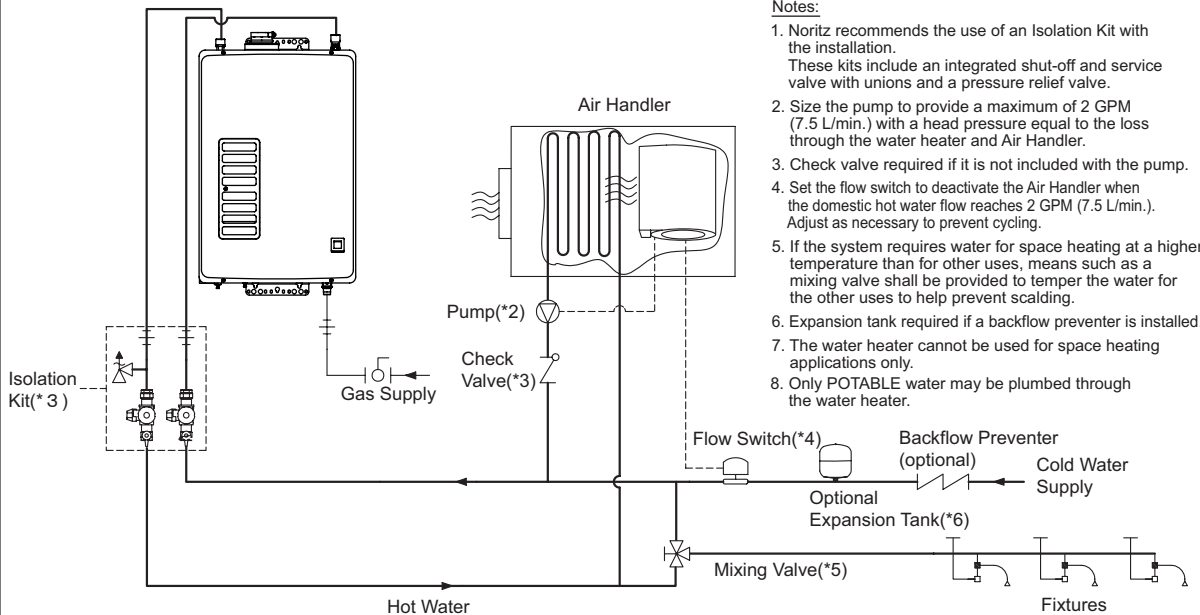 Notes:
1. Noritz recommends the use of an Isolation Kit with
the installation.
These kits include an integrated shut-off and service
valve with unions and a pressure relief valve.
2. Size the pump to provide a maximum of 2 GPM
(7.5 L/min.) with a head pressure equal to the loss
through the water heater and Air Handler.
3. Check valve required if it is not included with the pump.
4. Set the flow switch to deactivate the Air Handler when
the domestic hot water flow reaches 2 GPM (7.5 L/min.).
Adjust as necessary to prevent cycling.
5. If the system requires water for space heating at a higher
temperature than for other uses, means such as a
mixing valve shall be provided to temper the water for
the other uses to help prevent scalding.
6. Expansion tank required if a backflow preventer is installed
7. The water heater cannot be used for space heating
applications only.
8. Only POTABLE water may be plumbed through
the water heater.
Air Handler
Pump(*2)
Check
Valve(*3)
Gas Supply
Isolation
Kit(*3)
Flow Switch(*4)
Backflow Preventer
(optional)
Cold Water
Supply
Optional
Expansion Tank(*6)
Mixing Valve(*5)
Hot Water
Fixtures